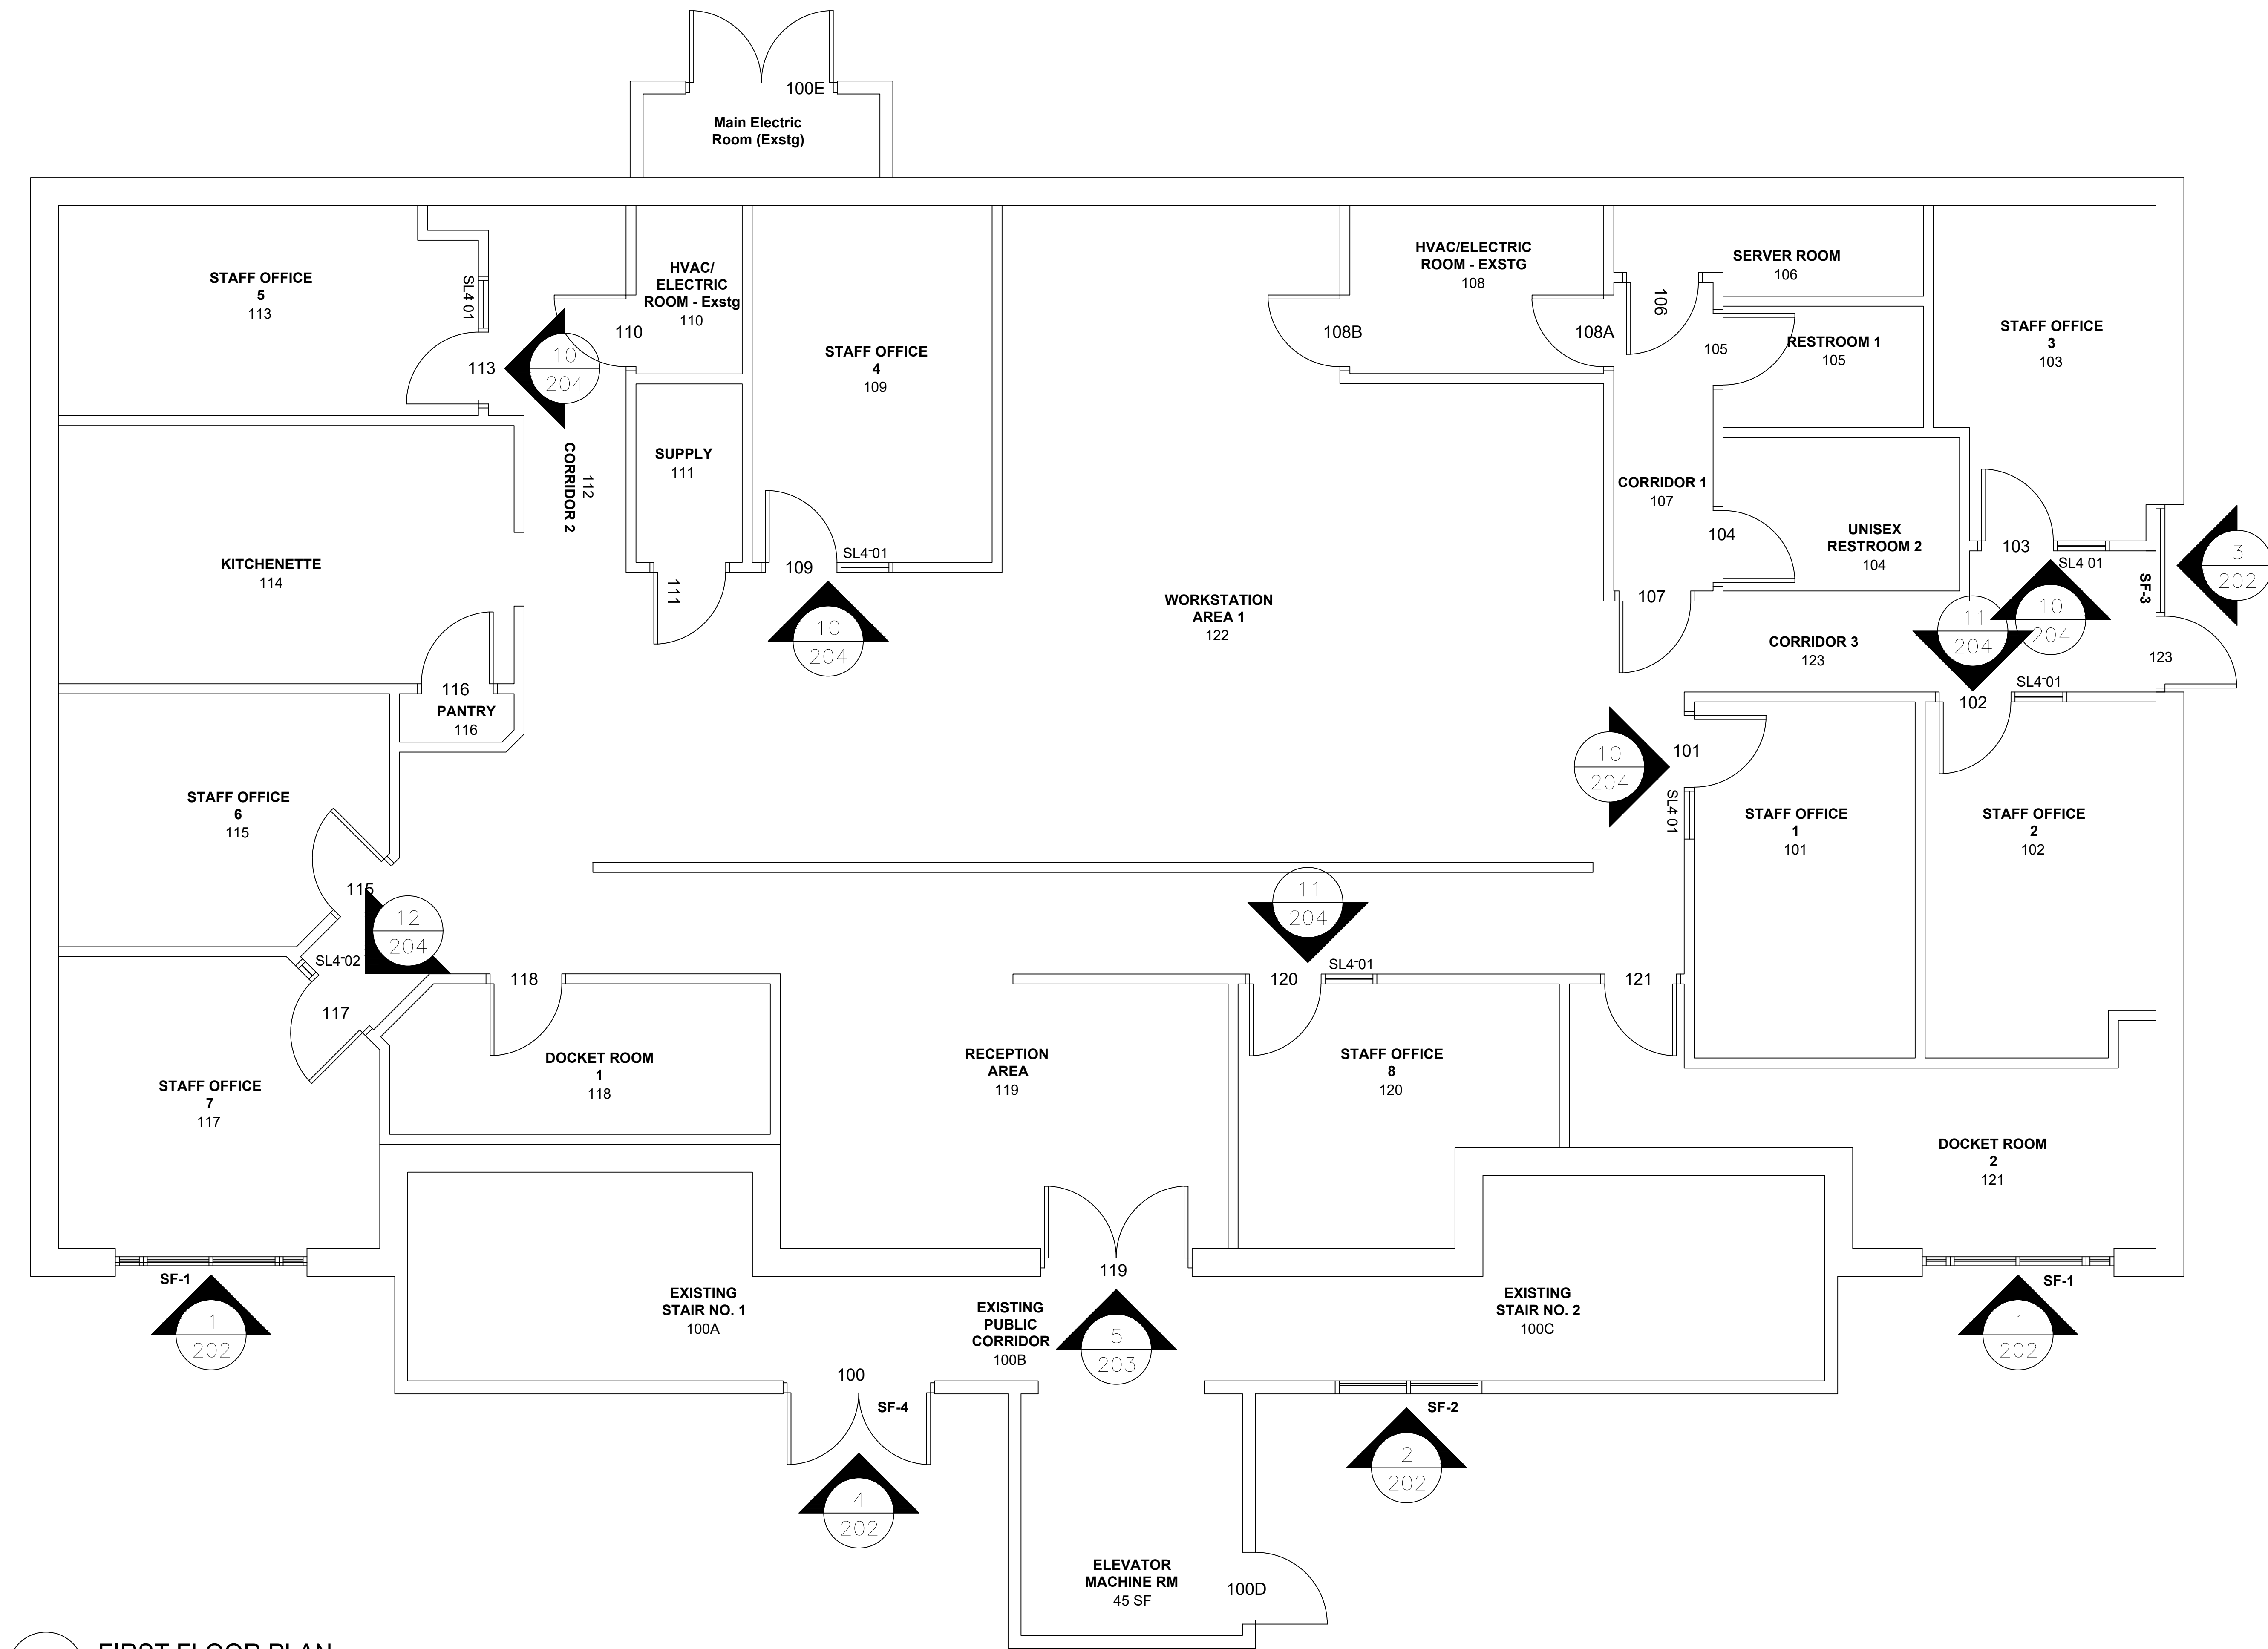 100E
Main Electric
Room (Exstg)
STAFF OFFICE
5
113
SL4 01
113
10
204
110
HVAC/
ELECTRIC
ROOM - Exstg
110
STAFF OFFICE
4
109
HVAC/ELECTRIC
ROOM - EXSTG
108
108B
108A
SERVER ROOM
106
106
105
RESTROOM 1
105
STAFF OFFICE
3
103
CORRIDOR 2
112
SUPPLY
111
111
109
SL4-01
10
204
KITCHENETTE
114
WORKSTATION
AREA 1
122
CORRIDOR 1
107
104
UNISEX
RESTROOM 2
104
107
103
SL4 01
SF-3
3
202
10
204
11
204
CORRIDOR 3
123
123
SL4-01
102
116
PANTRY
116
101
10
204
SL4 01
STAFF OFFICE
1
101
STAFF OFFICE
2
102
STAFF OFFICE
6
115
115
12
204
SL4-02
117
118
11
204
120
SL4-01
121
STAFF OFFICE
7
117
DOCKET ROOM
1
118
RECEPTION
AREA
119
STAFF OFFICE
8
120
DOCKET ROOM
2
121
119
SF-1
1
202
EXISTING
STAIR NO. 1
100A
EXISTING
PUBLIC
CORRIDOR
100B
5
203
EXISTING
STAIR NO. 2
100C
SF-1
1
202
100
SF-4
4
202
SF-2
2
202
ELEVATOR
MACHINE RM
45 SF
100D
FIRST FLOOR PLAN